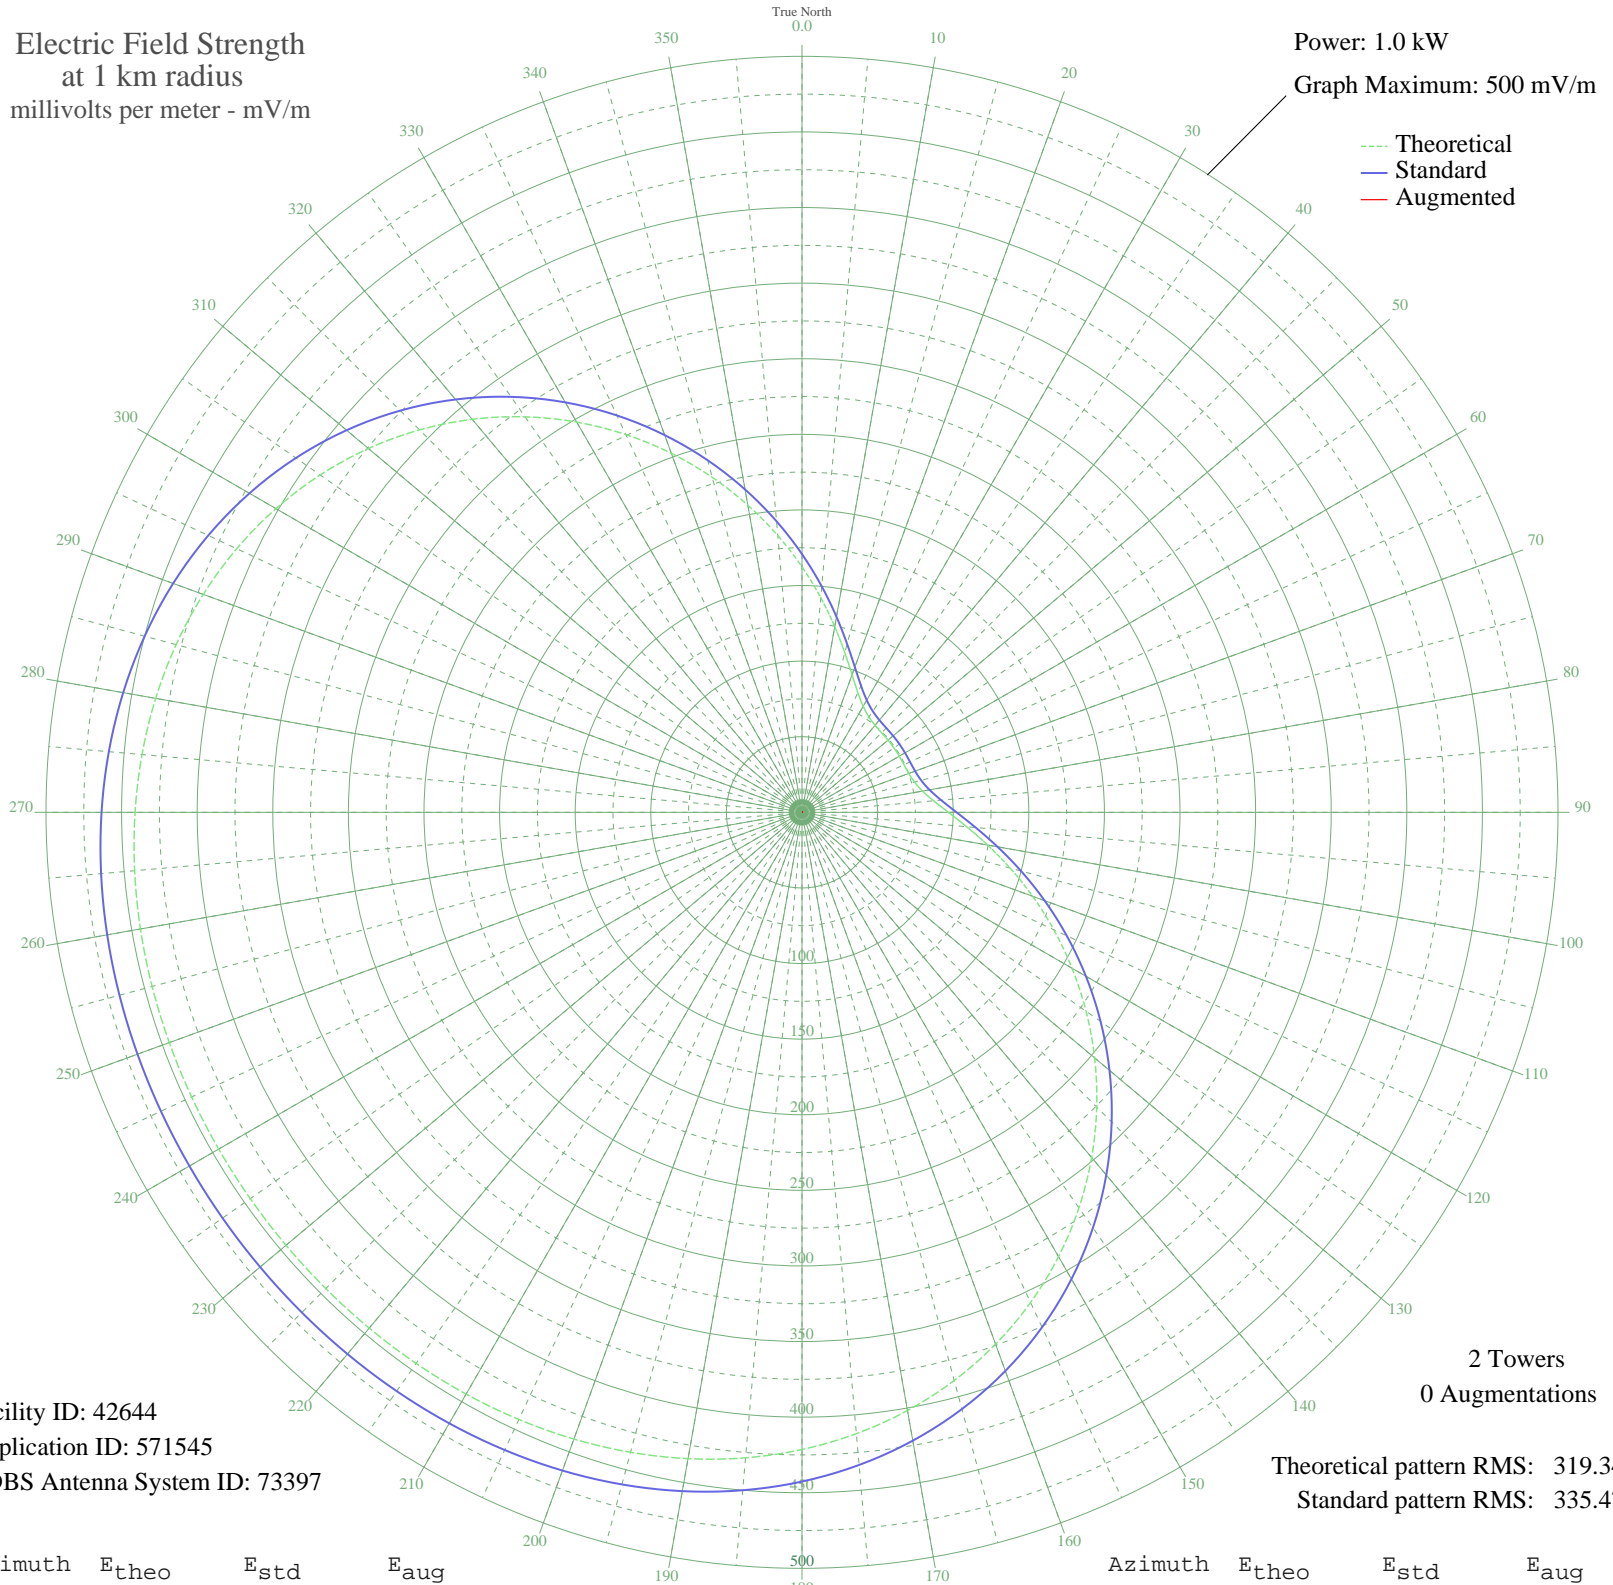 True North
0.0
Electric Field Strength
at 1 km radius
millivolts per meter - mV/m
Power: 1.0 kW
Graph Maximum: 500 mV/m
Theoretical
Standard
Augmented
10
20
30
40
50
60
70
80
90
100
110
120
130
140
150
160
170
190
200
210
220
230
240
250
260
270
280
290
300
310
320
330
340
350
100
150
200
250
300
350
400
450
500
2 Towers
0 Augmentations
cility ID: 42644
plication ID: 571545
DBS Antenna System ID: 73397
Theoretical pattern RMS: 319.34
Standard pattern RMS: 335.4
imuth Etheo Estd Eaug
Azimuth Etheo Estd Eaug